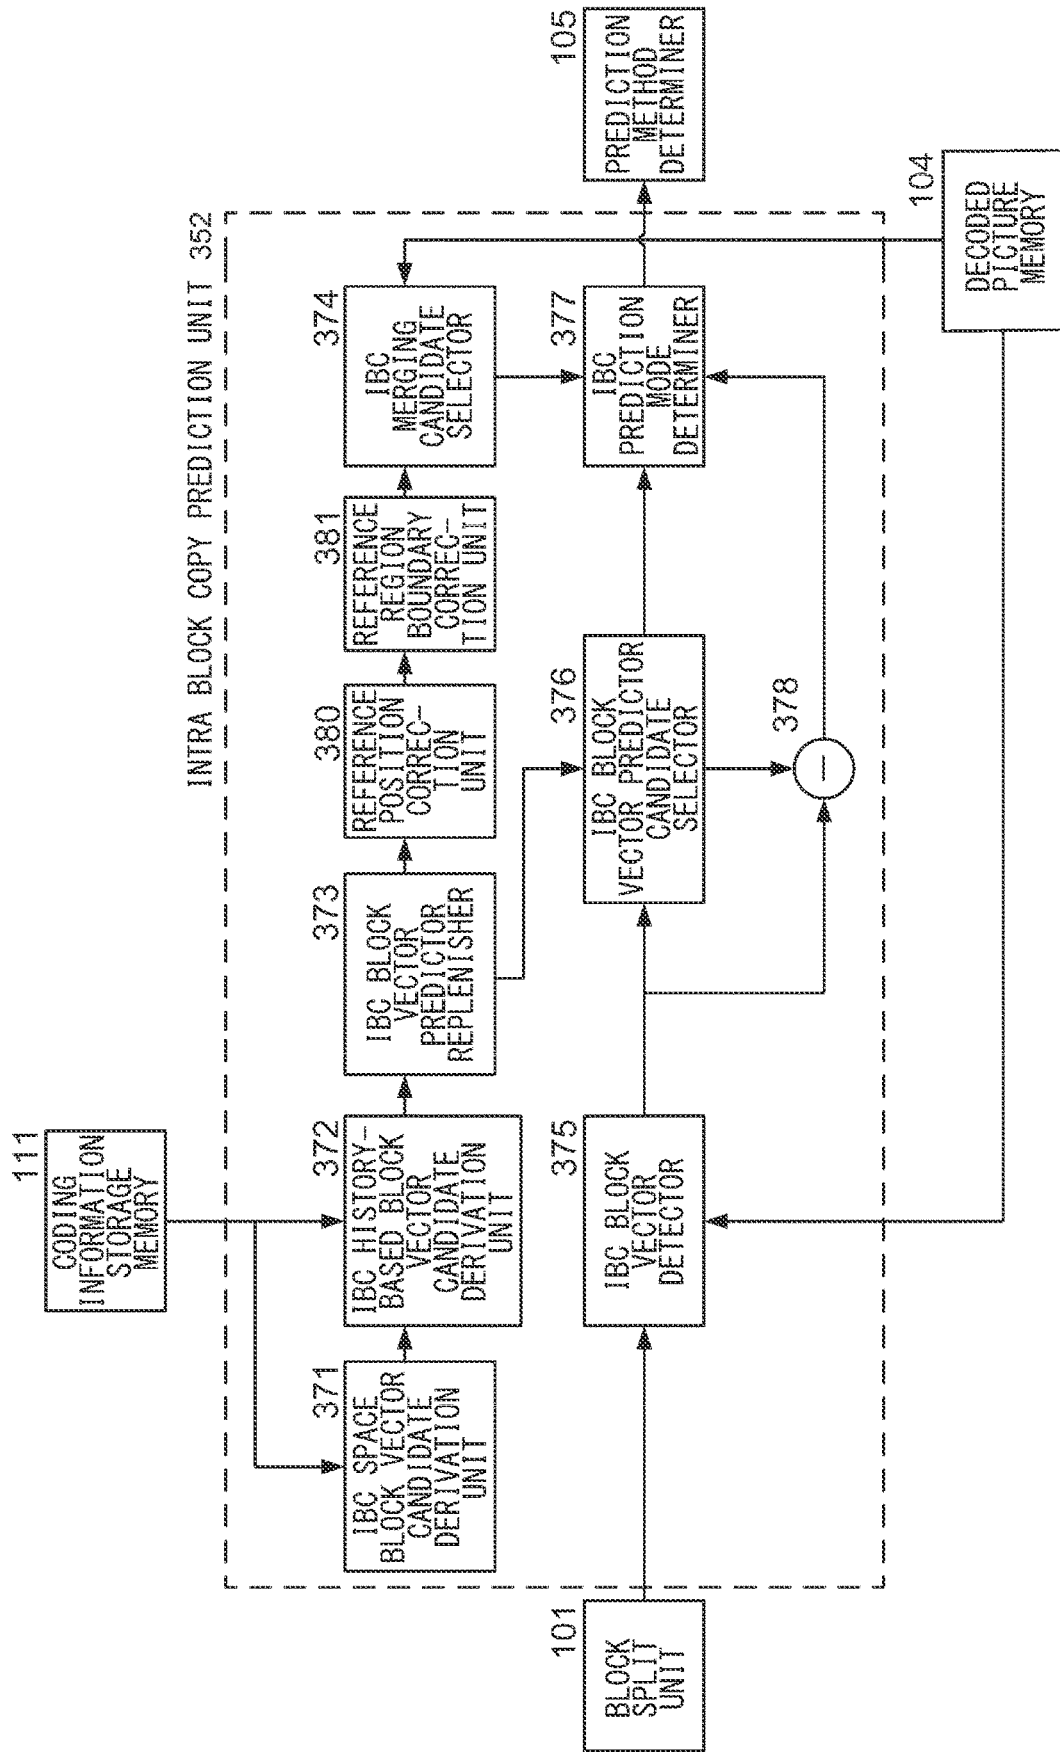 111
CODING
INFORMATION
STORAGE
MEMORY
INTRA BLOCK COPY PREDICTION UNIT 352
371
IBC SPACE
BLOCK VECTOR
CANDIDATE
DERIVATION
UNIT
372
IBC HISTORY-
BASED BLOCK
VECTOR
CANDIDATE
DERIVATION
UNIT
373
IBC BLOCK
VECTOR
PREDICTOR
REPLENISHER
380
REFERENCE
POSITION
CORREC-
TION
UNIT
381
REFERENCE
REGION
BOUNDARY
CORREC-
TION UNIT
374
IBC
MERGING
CANDIDATE
SELECTOR
101
BLOCK
SPLIT
UNIT
375
IBC BLOCK
VECTOR
DETECTOR
376
IBC BLOCK
VECTOR PREDICTOR
CANDIDATE
SELECTOR
377
IBC
PREDICTION
MODE
DETERMINER
105
PREDICTION
METHOD
DETERMINER
378
−
104
DECODED
PICTURE
MEMORY